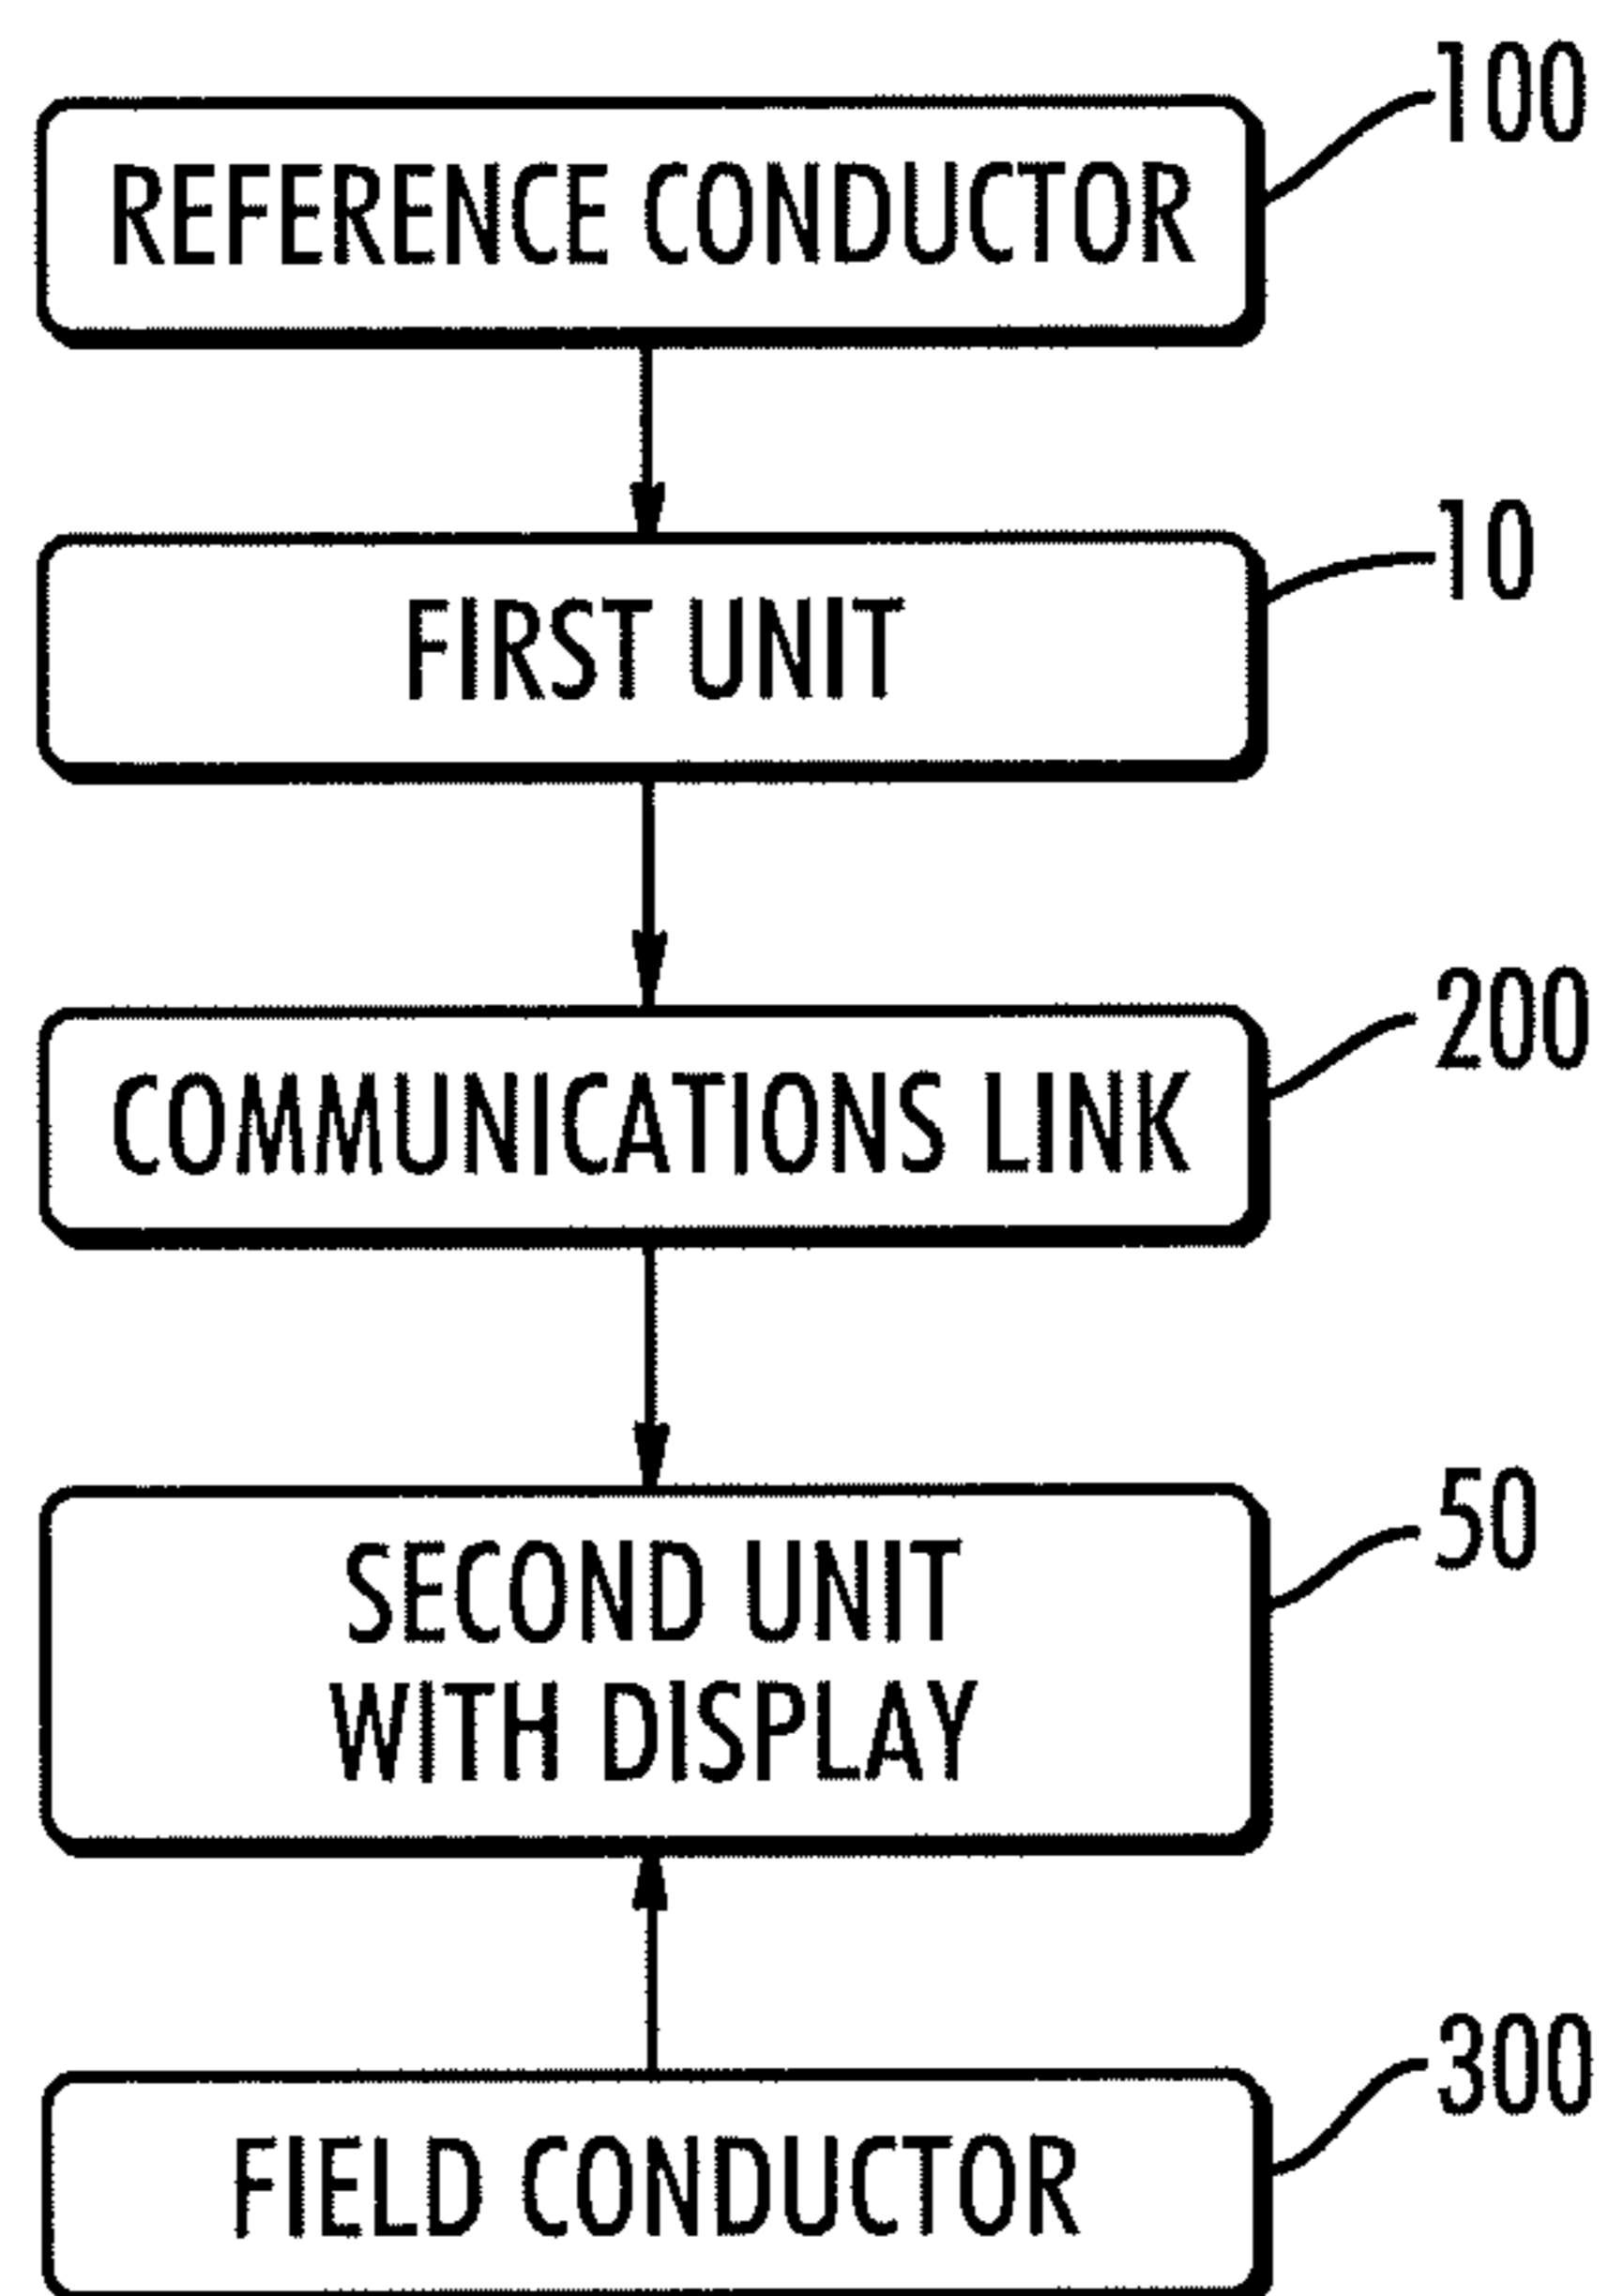 100
REFERENCE CONDUCTOR
10
FIRST UNIT
200
COMMUNICATIONS LINK
50
SECOND UNIT
WITH DISPLAY
300
FIELD CONDUCTOR